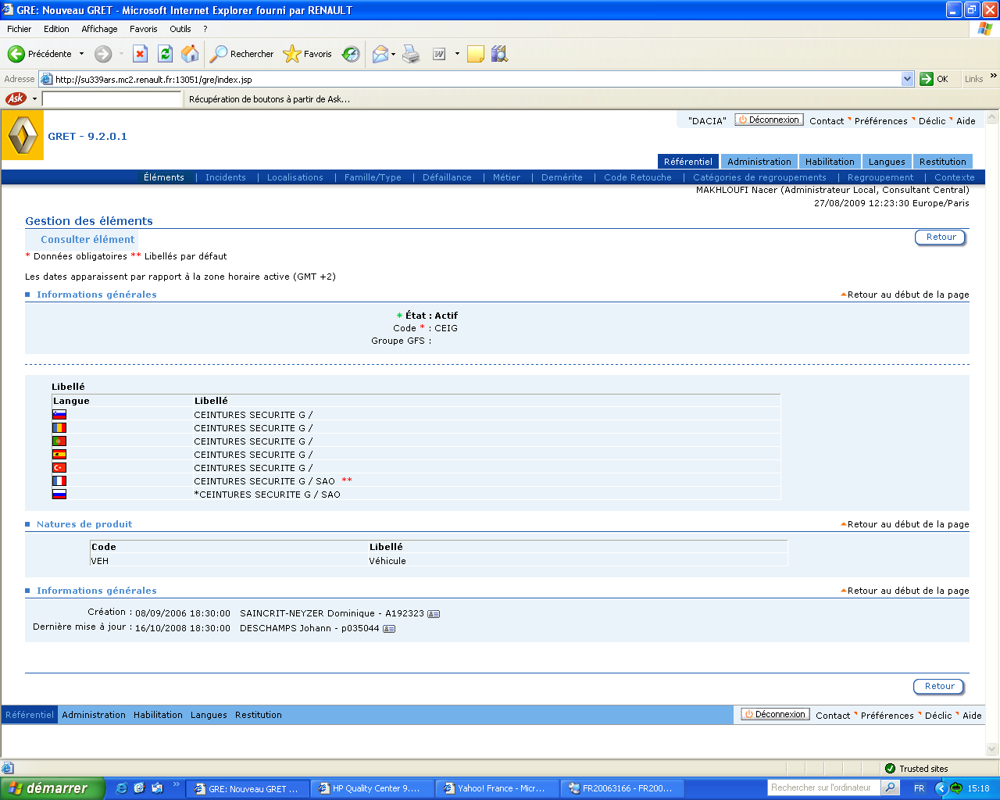 GRE: Nouveau GRET - Microsoft Internet Explorer fourni par RENAULT
Fichier Edition Affichage Favoris Outils ?
Précédente Rechercher Favoris
Adresse http://su339ars.mc2.renault.fr:13051/gre/index.jsp OK Liens »
Ask Récupération de boutons à partir de Ask...
"DACIA" Déconnexion Contact Préférences Déclic Aide
GRET - 9.2.0.1
Référentiel Administration Habilitation Langues Restitution
Éléments | Incidents | Localisations | Famille/Type | Défaillance | Métier | Demérite | Code Retouche | Catégories de regroupements | Regroupement | Contexte
MAKHLOUFI Nacer (Administrateur Local, Consultant Central)
27/08/2009 12:23:30 Europe/Paris
Gestion des éléments
Consulter élément Retour
* Données obligatoires ** Libellés par défaut
Les dates apparaissent par rapport à la zone horaire active (GMT +2)
Informations générales Retour au début de la page
* État : Actif
Code * : CEIG
Groupe GFS :
Libellé
Langue Libellé
CEINTURES SECURITE G /
CEINTURES SECURITE G /
CEINTURES SECURITE G /
CEINTURES SECURITE G /
CEINTURES SECURITE G /
CEINTURES SECURITE G / SAO **
*CEINTURES SECURITE G / SAO
Natures de produit Retour au début de la page
Code Libellé
VEH Véhicule
Informations générales Retour au début de la page
Création : 08/09/2006 18:30:00 SAINCRIT-NEYZER Dominique - A192323
Dernière mise à jour : 16/10/2008 18:30:00 DESCHAMPS Johann - p035044
Retour
Référentiel Administration Habilitation Langues Restitution Déconnexion Contact Préférences Déclic Aide
Trusted sites
démarrer » GRE: Nouveau GRET ... HP Quality Center 9.... Yahoo! France - Micr... FR20063166 - FR200... Rechercher sur l'ordinateur FR 15:18